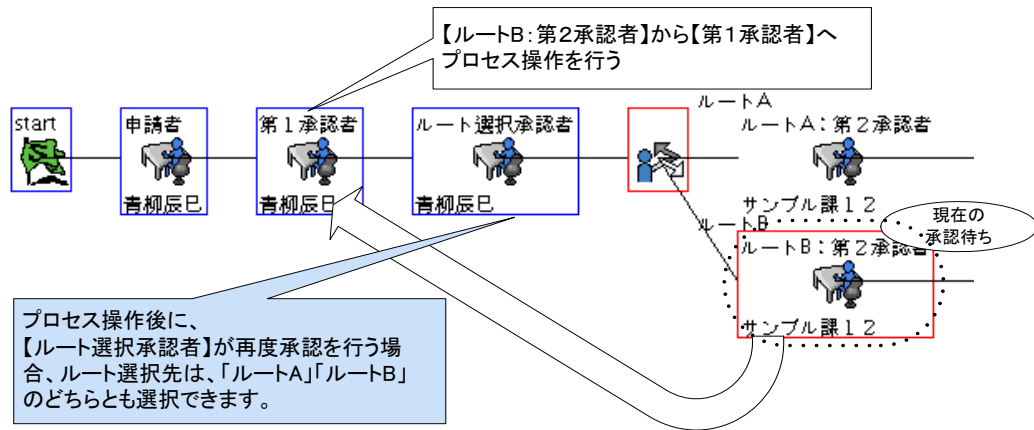 【ルートB：第2承認者】から【第1承認者】へ
プロセス操作を行う
start
申請者
青柳辰巳
第１承認者
青柳辰巳
ルート選択承認者
青柳辰巳
ルートA
ルートA：第２承認者
サンプル課１２
ルートB
現在の
承認待ち
ルートB：第２承認者
サンプル課１２
プロセス操作後に、
【ルート選択承認者】が再度承認を行う場
合、ルート選択先は、「ルートA」「ルートB」
のどちらとも選択できます。